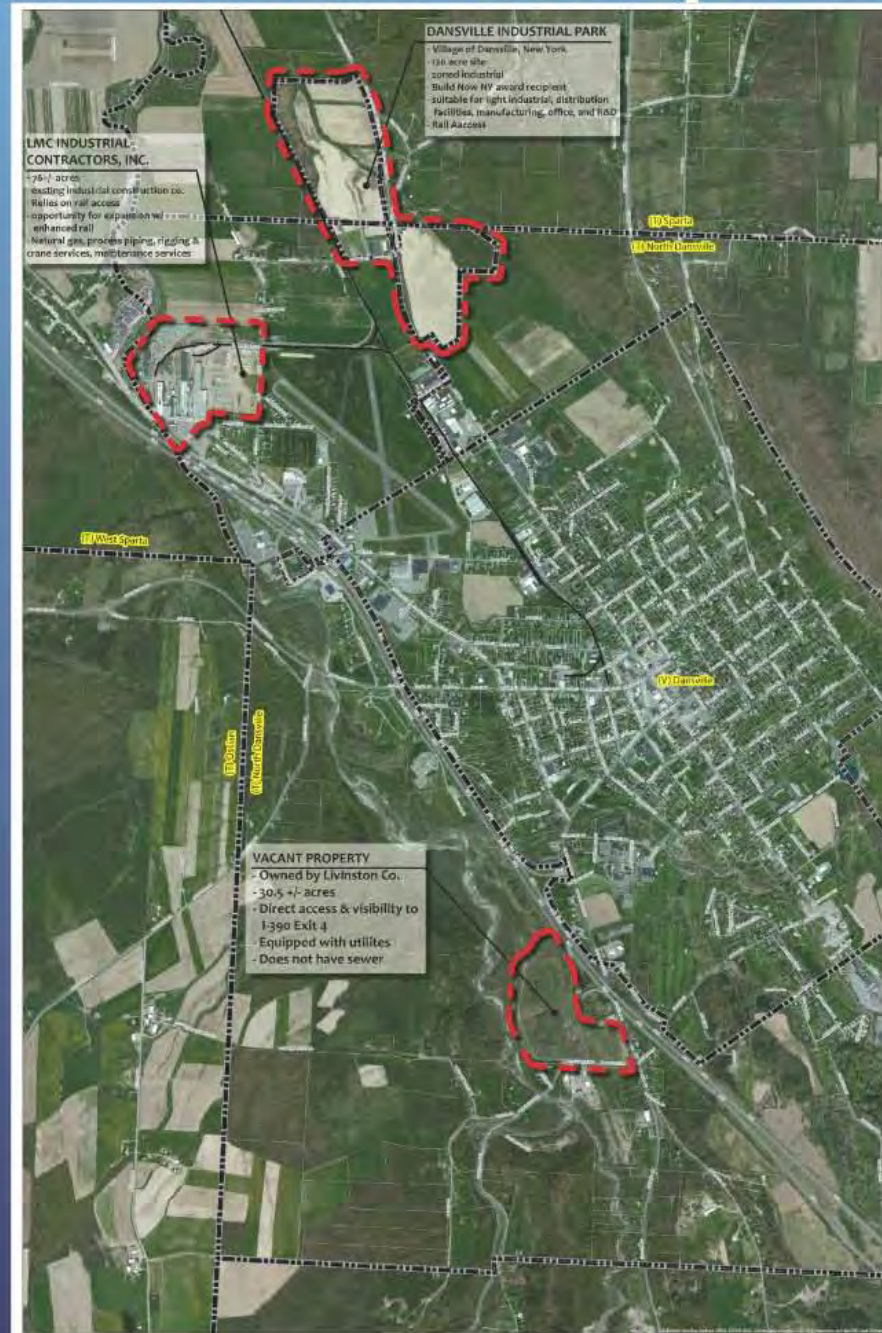 DANSVILLE INDUSTRIAL PARK
- Village of Dansville, New York
acre site
- zoned industrial
- Build Now NY award recipient
- suitable for light industrial, distribution
facilities, manufacturing, office, and R&D
- Rail Aaccess
LMC INDUSTRIAL
CONTRACTORS, INC.
- 76+/- acres
- existing industrial construction co.
- Relies on rail access
- opportunity for expansion w/
enhanced rail
- Natural gas, process piping, rigging &
crane services, maintenance services
(T) Sparta
(T) North Dansville
(T) West Sparta
(V) Dansville
(T) Ossian
(T) North Dansville
VACANT PROPERTY
- Owned by Livinston Co.
- 30.5 +/- acres
- Direct access & visibility to
I-390 Exit 4
- Equipped with utilites
- Does not have sewer